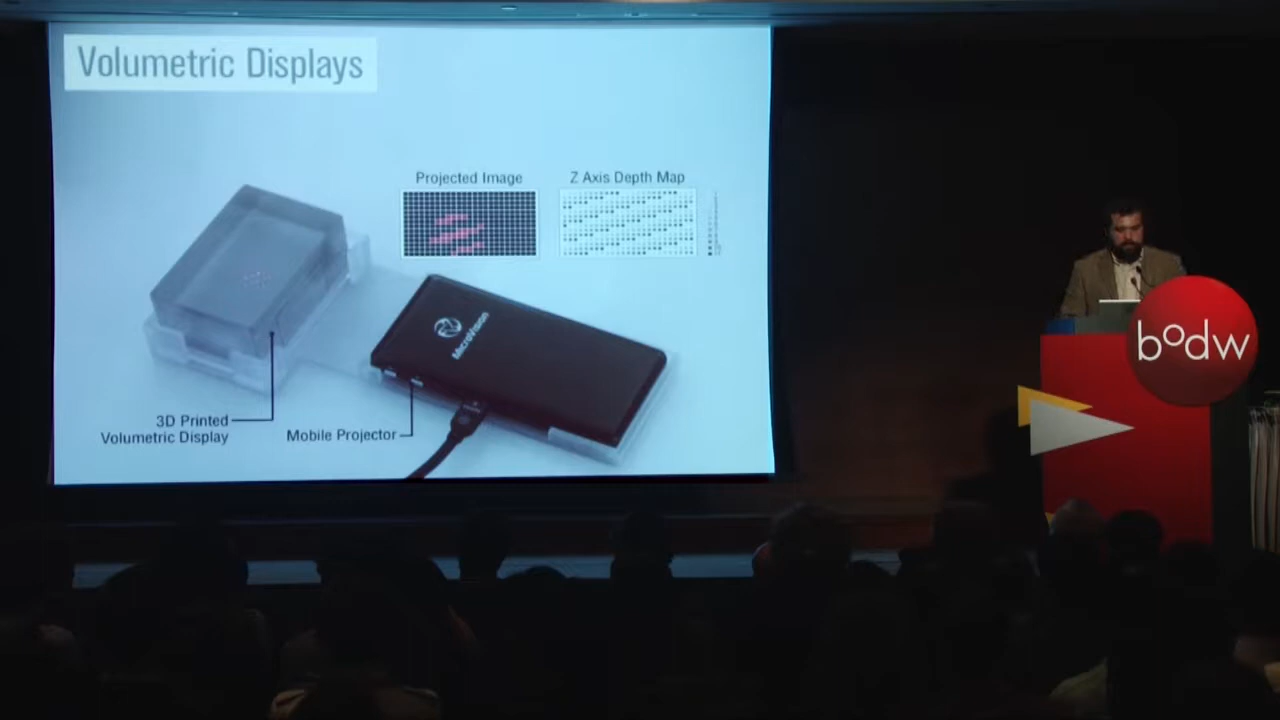 Volumetric Displays
Projected Image
Z Axis Depth Map
MicroVision
3D Printed
Volumetric Display
Mobile Projector
bodw